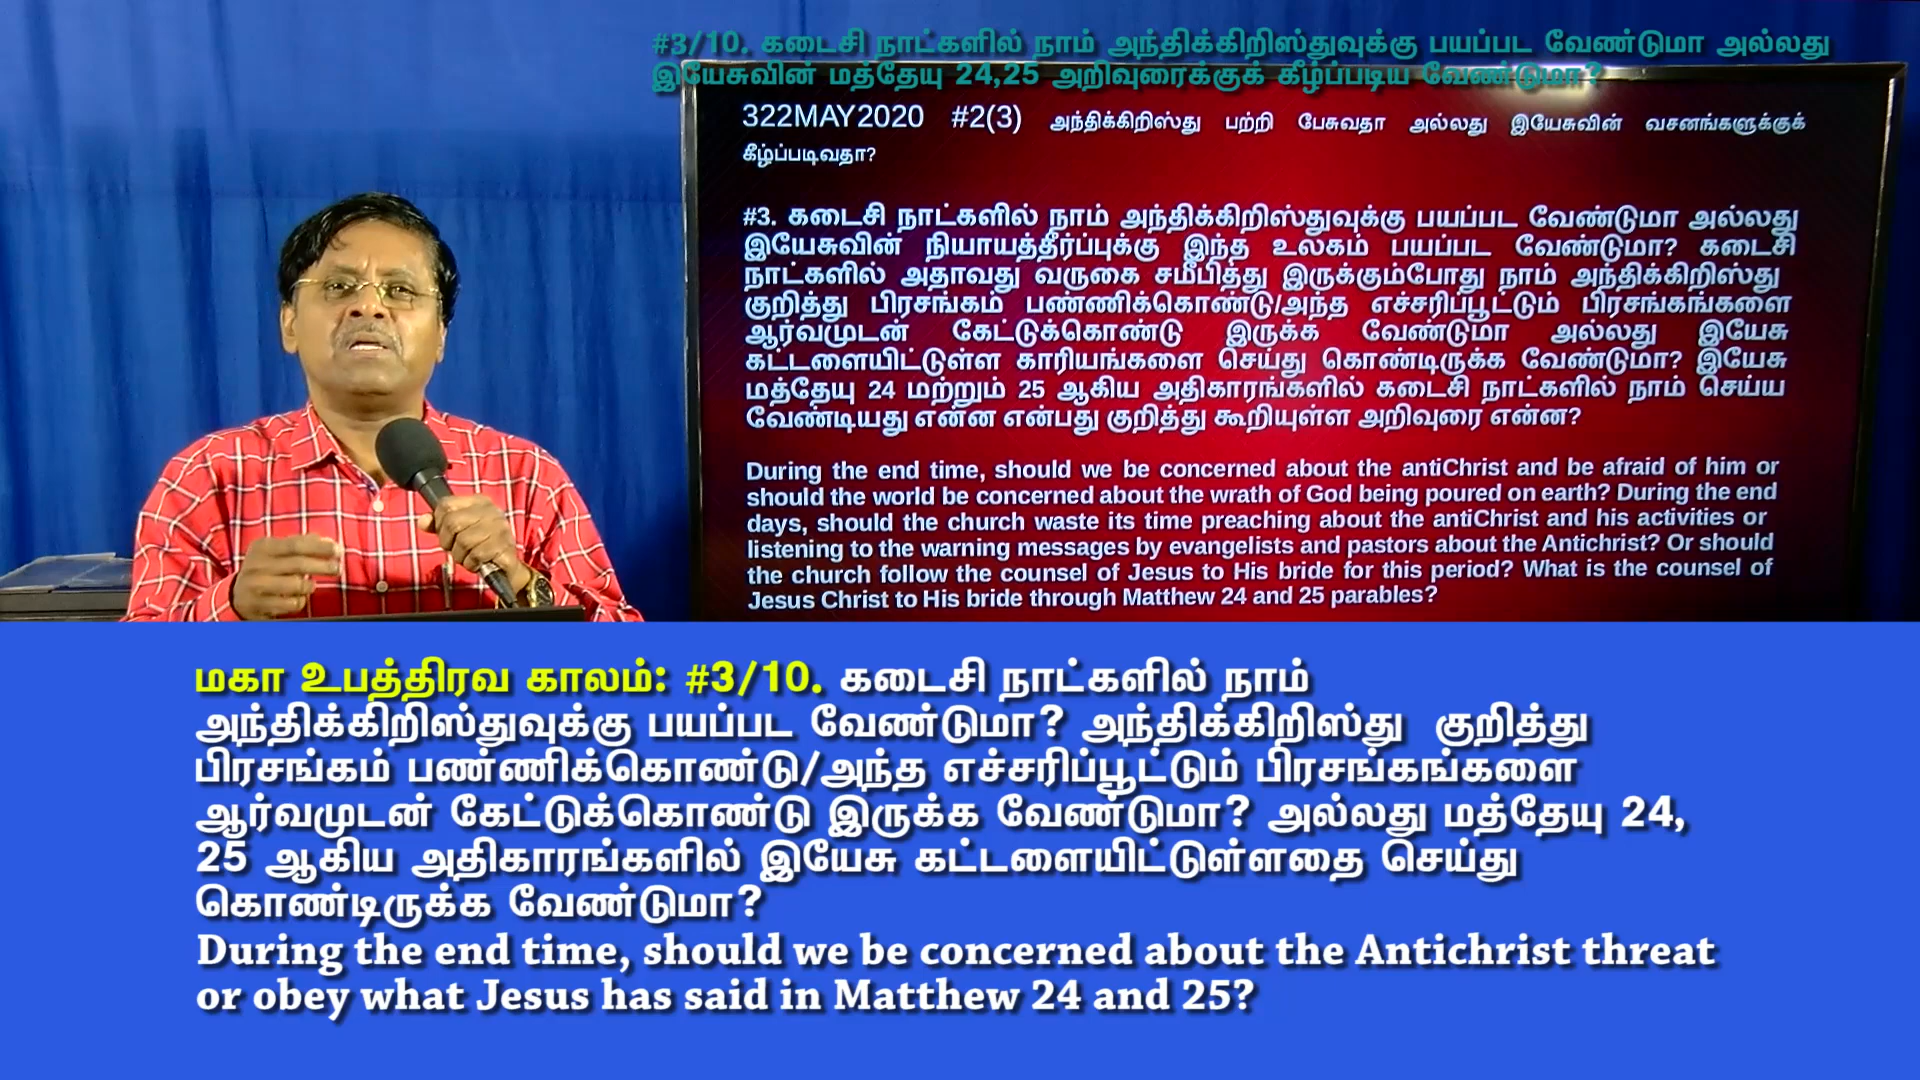 #3/10. கடைசி நாட்களில் நாம் அந்திக்கிறிஸ்துவுக்கு பயப்பட வேண்டுமா அல்லது
இயேசுவின் மத்தேயு 24,25 அறிவுரைக்குக் கீழ்ப்படிய வேண்டுமா?
322MAY2020 #2(3) அந்திக்கிறிஸ்து பற்றி பேசுவதா அல்லது இயேசுவின் வசனங்களுக்குக்
கீழ்ப்படிவதா?
#3. கடைசி நாட்களில் நாம் அந்திக்கிறிஸ்துவுக்கு பயப்பட வேண்டுமா அல்லது
இயேசுவின் நியாயத்தீர்ப்புக்கு இந்த உலகம் பயப்பட வேண்டுமா? கடைசி
நாட்களில் அதாவது வருகை சமீபித்து இருக்கும்போது நாம் அந்திக்கிறிஸ்து
குறித்து பிரசங்கம் பண்ணிக்கொண்டு/அந்த எச்சரிப்பூட்டும் பிரசங்கங்களை
ஆர்வமுடன் கேட்டுக்கொண்டு இருக்க வேண்டுமா அல்லது இயேசு
கட்டளையிட்டுள்ள காரியங்களை செய்து கொண்டிருக்க வேண்டுமா? இயேசு
மத்தேயு 24 மற்றும் 25 ஆகிய அதிகாரங்களில் கடைசி நாட்களில் நாம் செய்ய
வேண்டியது என்ன என்பது குறித்து கூறியுள்ள அறிவுரை என்ன?
During the end time, should we be concerned about the antiChrist and be afraid of him or
should the world be concerned about the wrath of God being poured on earth? During the end
days, should the church waste its time preaching about the antiChrist and his activities or
listening to the warning messages by evangelists and pastors about the Antichrist? Or should
the church follow the counsel of Jesus to His bride for this period? What is the counsel of
Jesus Christ to His bride through Matthew 24 and 25 parables?
மகா உபத்திரவ காலம்: #3/10. கடைசி நாட்களில் நாம்
அந்திக்கிறிஸ்துவுக்கு பயப்பட வேண்டுமா? அந்திக்கிறிஸ்து குறித்து
பிரசங்கம் பண்ணிக்கொண்டு/அந்த எச்சரிப்பூட்டும் பிரசங்கங்களை
ஆர்வமுடன் கேட்டுக்கொண்டு இருக்க வேண்டுமா? அல்லது மத்தேயு 24,
25 ஆகிய அதிகாரங்களில் இயேசு கட்டளையிட்டுள்ளதை செய்து
கொண்டிருக்க வேண்டுமா?
During the end time, should we be concerned about the Antichrist threat
or obey what Jesus has said in Matthew 24 and 25?